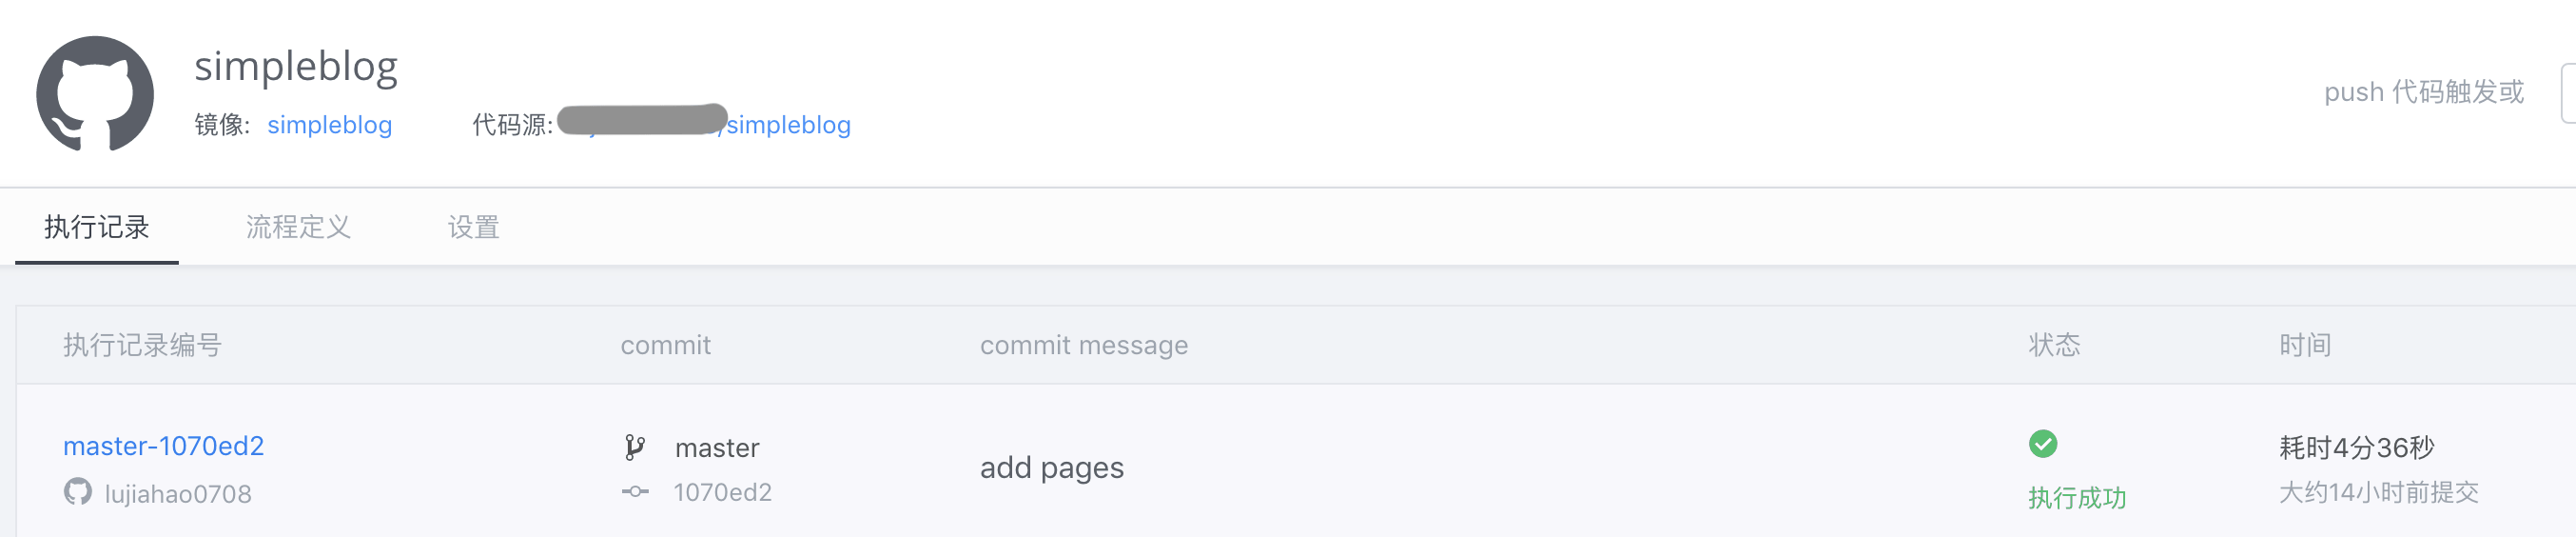 simpleblog
镜像: simpleblog 代码源: /simpleblog
push 代码触发或
执行记录 流程定义 设置
执行记录编号 commit commit message 状态 时间
master-1070ed2 master add pages 耗时4分36秒
lujiahao0708 1070ed2 执行成功 大约14小时前提交